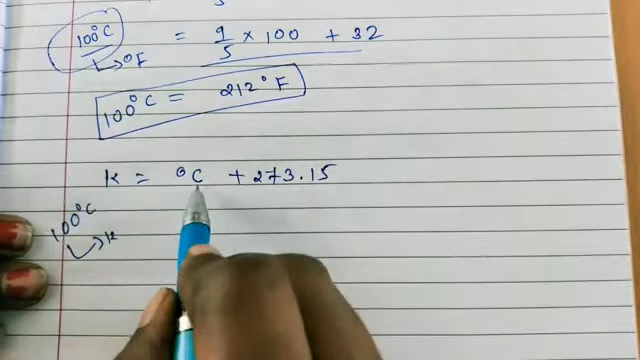 100°C = 9/5 × 100 + 32
↳ °F
100°C = 212°F
K = °C + 273.15
100°C
↳ K